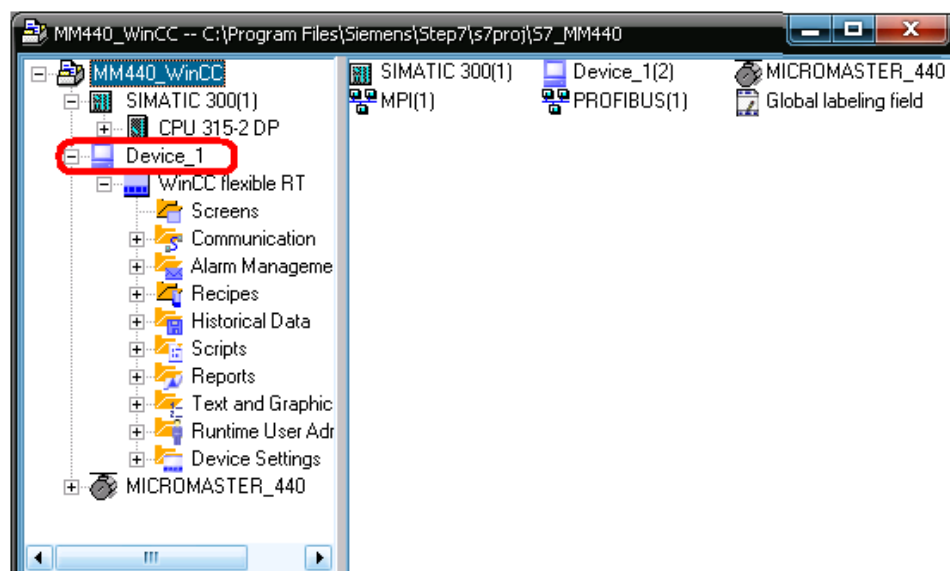 MM440_WinCC -- C:\Program Files\Siemens\Step7\s7proj\S7_MM440
MM440_WinCC
SIMATIC 300(1)
CPU 315-2 DP
Device_1
WinCC flexible RT
Screens
Communication
Alarm Manageme
Recipes
Historical Data
Scripts
Reports
Text and Graphic
Runtime User Adr
Device Settings
MICROMASTER_440
SIMATIC 300(1) Device_1(2) MICROMASTER_440
MPI(1) PROFIBUS(1) Global labeling field